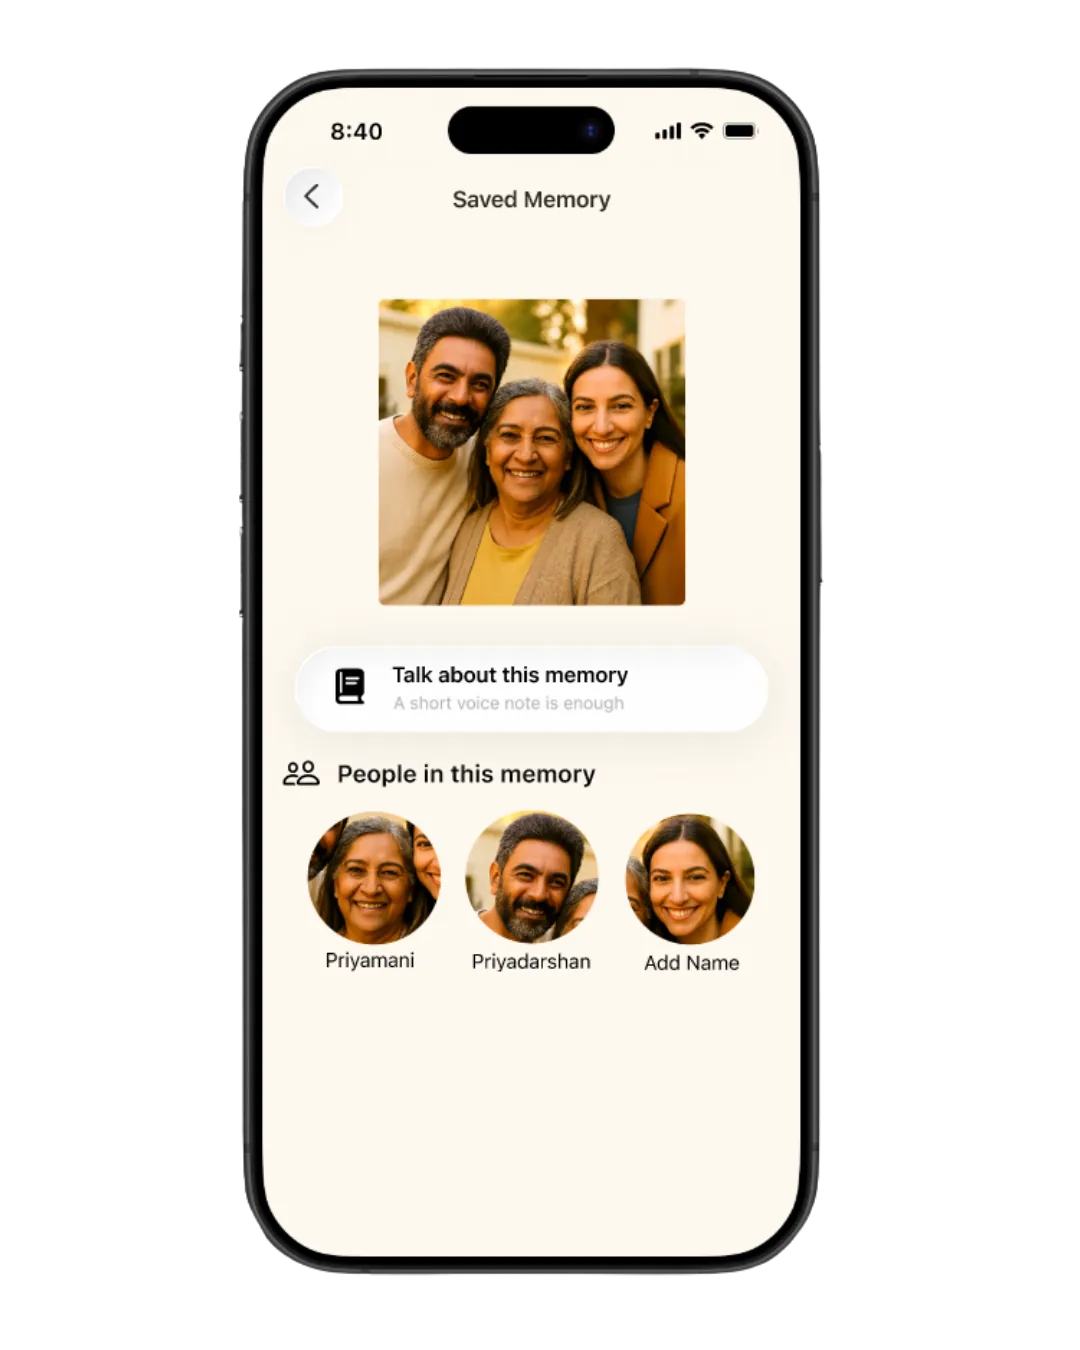 8:40
Saved Memory
Talk about this memory
A short voice note is enough
People in this memory
Priyamani
Priyadarshan
Add Name